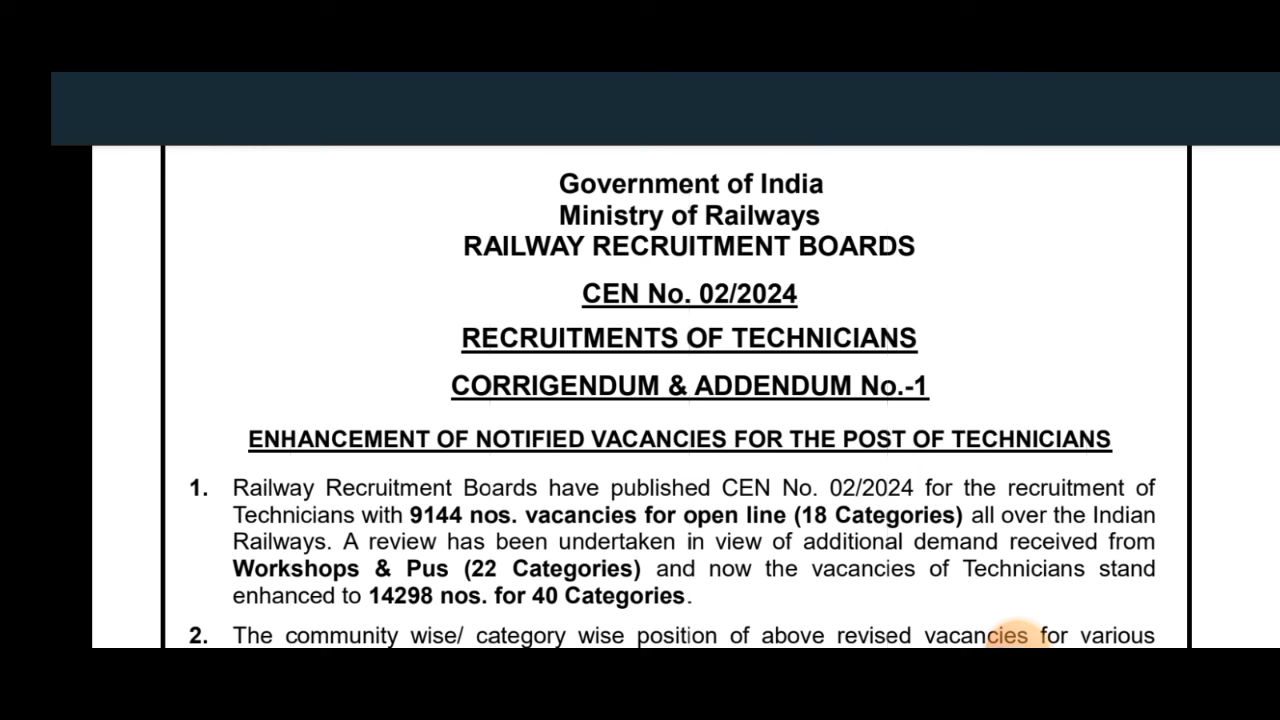 Government of India
Ministry of Railways
RAILWAY RECRUITMENT BOARDS
CEN No. 02/2024
RECRUITMENTS OF TECHNICIANS
CORRIGENDUM & ADDENDUM No.-1
ENHANCEMENT OF NOTIFIED VACANCIES FOR THE POST OF TECHNICIANS
1. Railway Recruitment Boards have published CEN No. 02/2024 for the recruitment of
Technicians with 9144 nos. vacancies for open line (18 Categories) all over the Indian
Railways. A review has been undertaken in view of additional demand received from
Workshops & Pus (22 Categories) and now the vacancies of Technicians stand
enhanced to 14298 nos. for 40 Categories.
2. The community wise/ category wise position of above revised vacancies for various